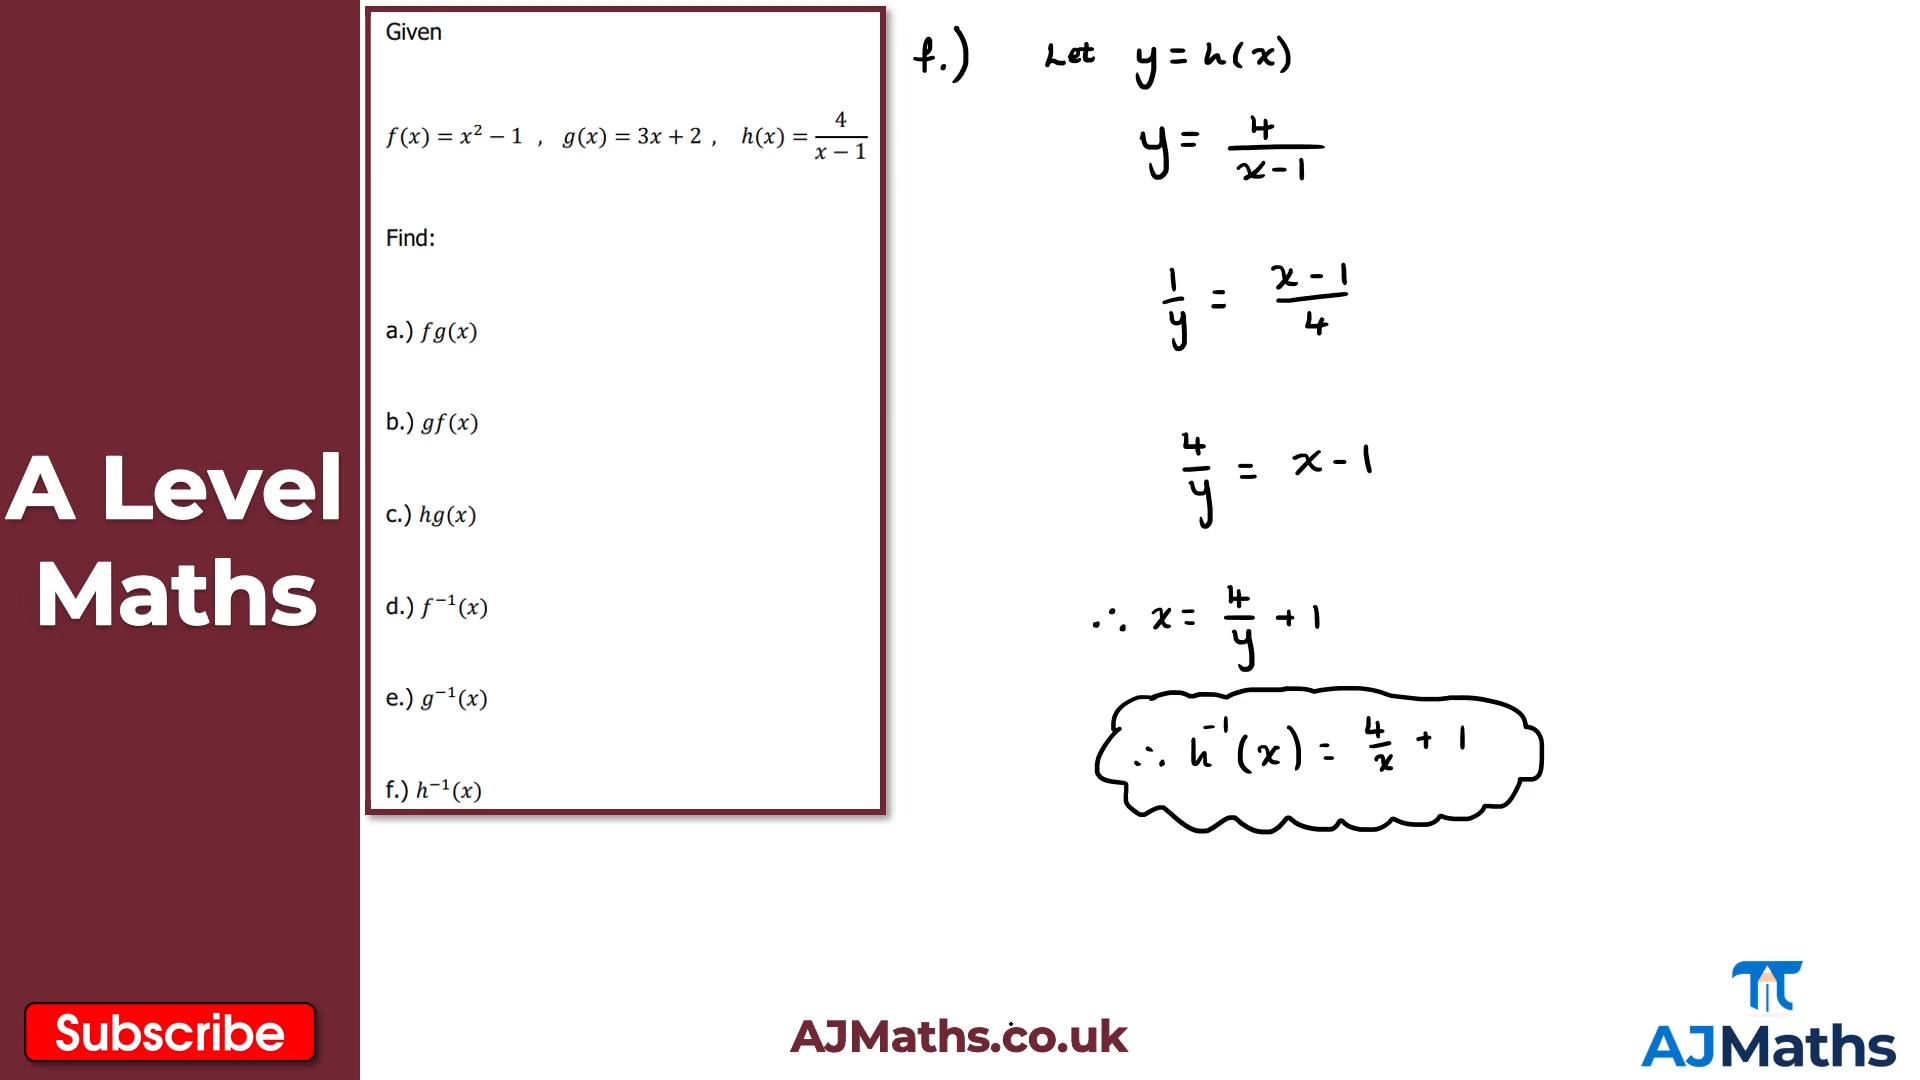 A Level
Maths
Subscribe
Given
f(x) = x² − 1 , g(x) = 3x + 2 , h(x) = 4/(x − 1)
Find:
a.) fg(x)
b.) gf(x)
c.) hg(x)
d.) f⁻¹(x)
e.) g⁻¹(x)
f.) h⁻¹(x)
f.) Let y = h(x)
y = 4/(x − 1)
1/y = (x − 1)/4
4/y = x − 1
∴ x = 4/y + 1
∴ h⁻¹(x) = 4/x + 1
AJMaths.co.uk
AJMaths